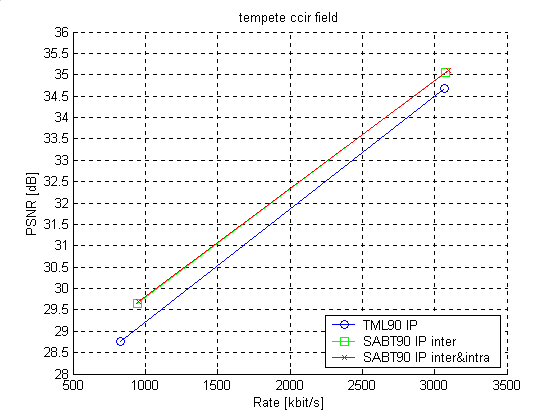 tempete ccir field
36
35.5
35
34.5
34
33.5
33
32.5
32
31.5
31
30.5
30
29.5
29
28.5
28
PSNR [dB]
TML90 IP
SABT90 IP inter
SABT90 IP inter&intra
500 1000 1500 2000 2500 3000 3500
Rate [kbit/s]